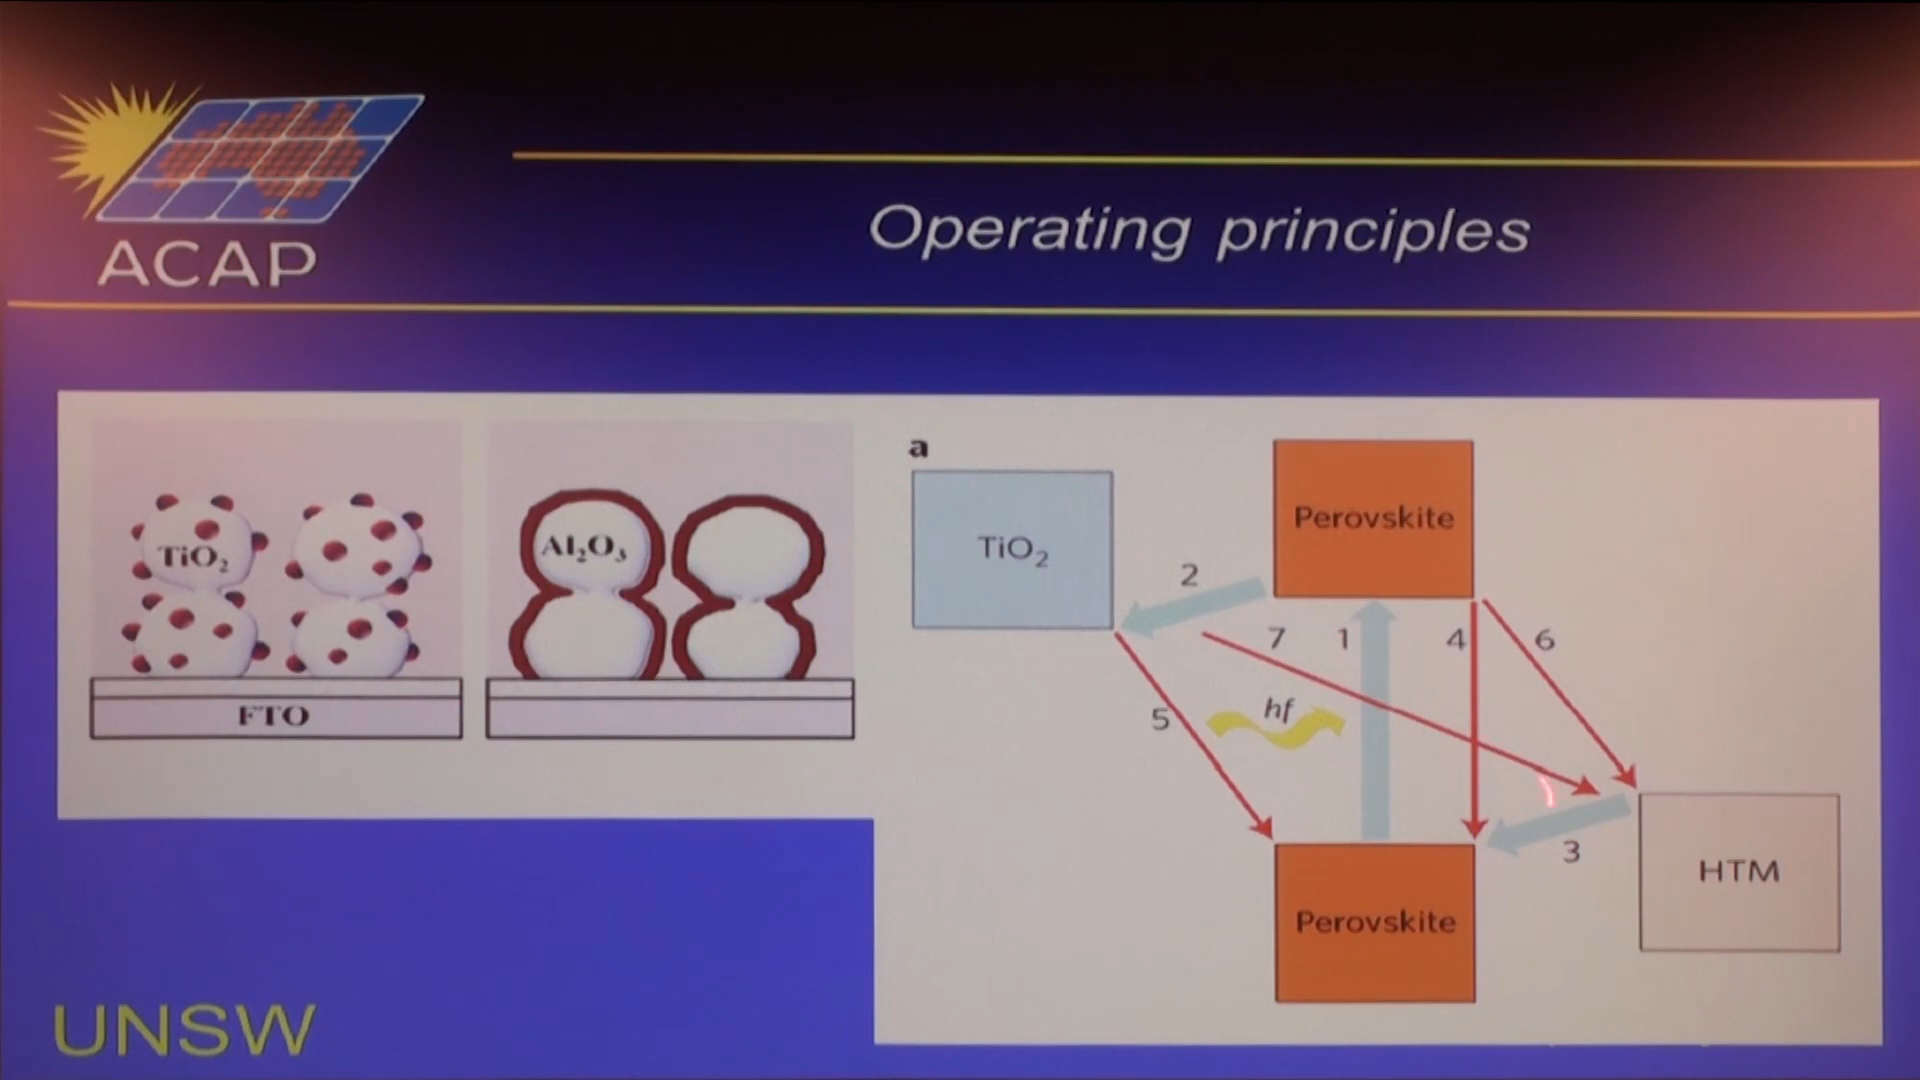 ACAP
Operating principles
TiO₂
FTO
Al₂O₃
a
TiO₂
Perovskite
2
7
1
4
6
5
hf
3
HTM
Perovskite
UNSW